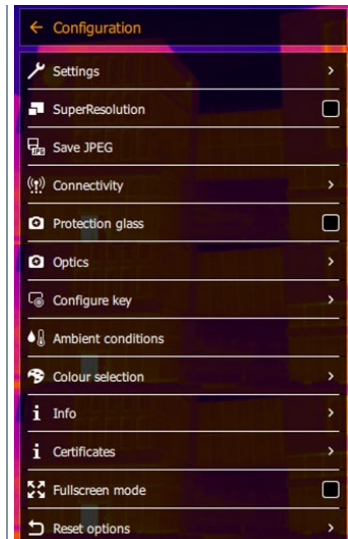 Configuration
Settings
SuperResolution
JPG
Save JPEG
Connectivity
Protection glass
Optics
Configure key
Ambient conditions
Colour selection
Info
Certificates
Fullscreen mode
Reset options